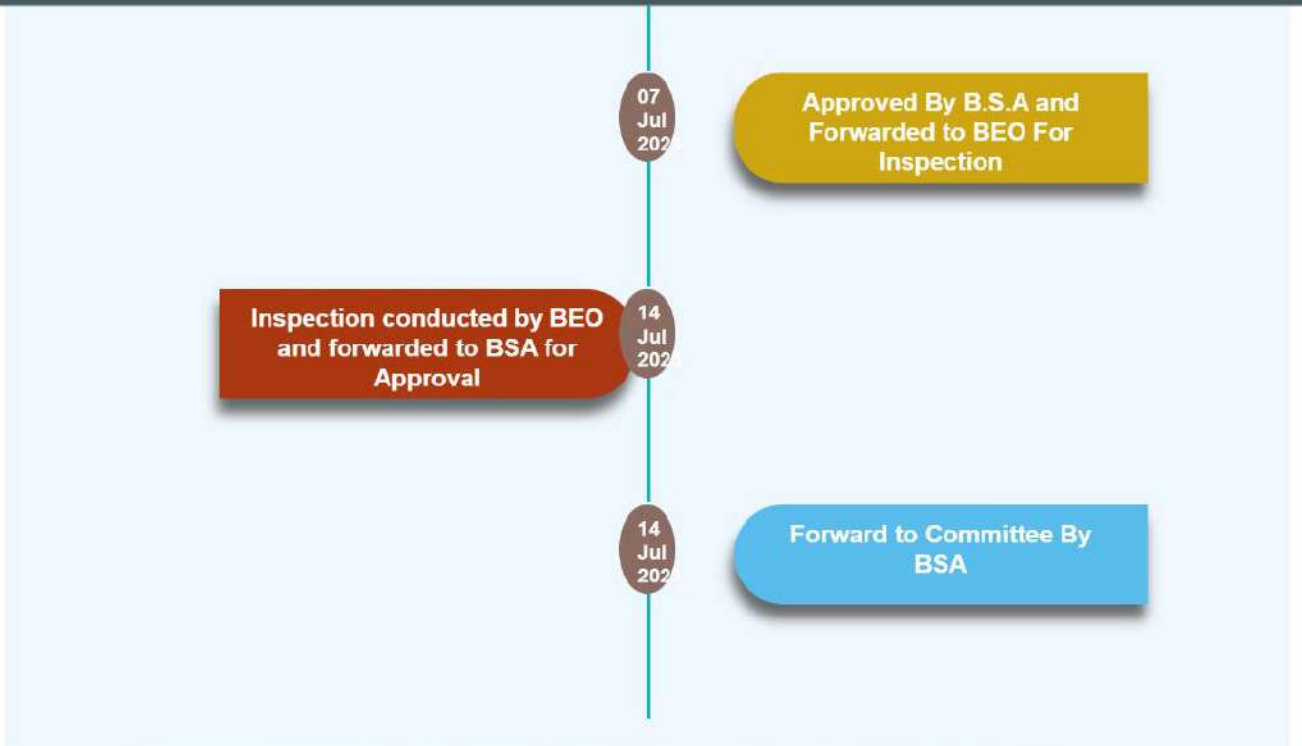 07
Jul
Approved By B.S.A and
Forwarded to BEO For
Inspection
14
Jul
Inspection conducted by BEO
and forwarded to BSA for
Approval
14
Jul
Forward to Committee By
BSA